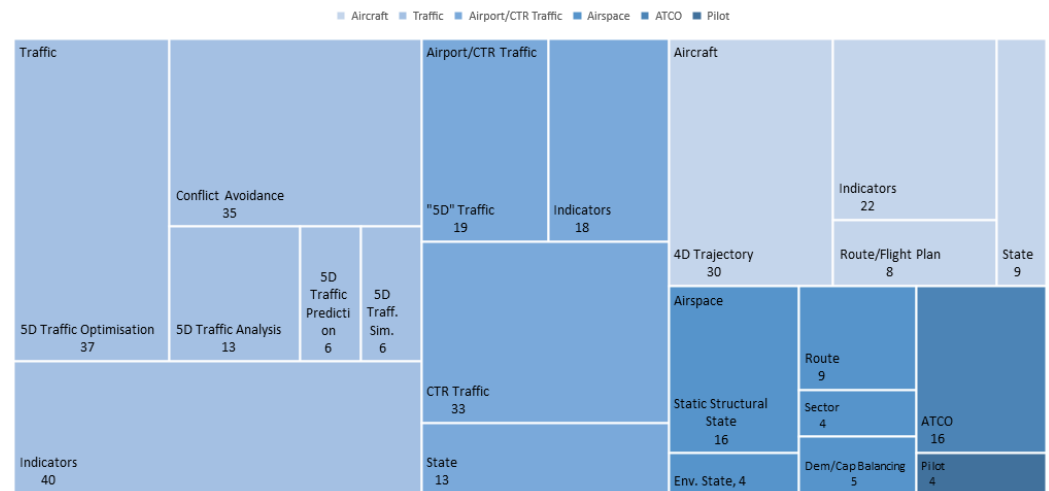 Aircraft Traffic Airport/CTR Traffic Airspace ATCO Pilot
Traffic
5D Traffic Optimisation
37
Conflict Avoidance
35
5D Traffic Analysis
13
5D
Traffic
Predicti
on
6
5D
Traff.
Sim.
6
Indicators
40
Airport/CTR Traffic
"5D" Traffic
19
Indicators
18
CTR Traffic
33
State
13
Aircraft
4D Trajectory
30
Indicators
22
Route/Flight Plan
8
State
9
Airspace
Static Structural
State
16
Env. State, 4
Route
9
Sector
4
Dem/Cap Balancing
5
ATCO
16
Pilot
4